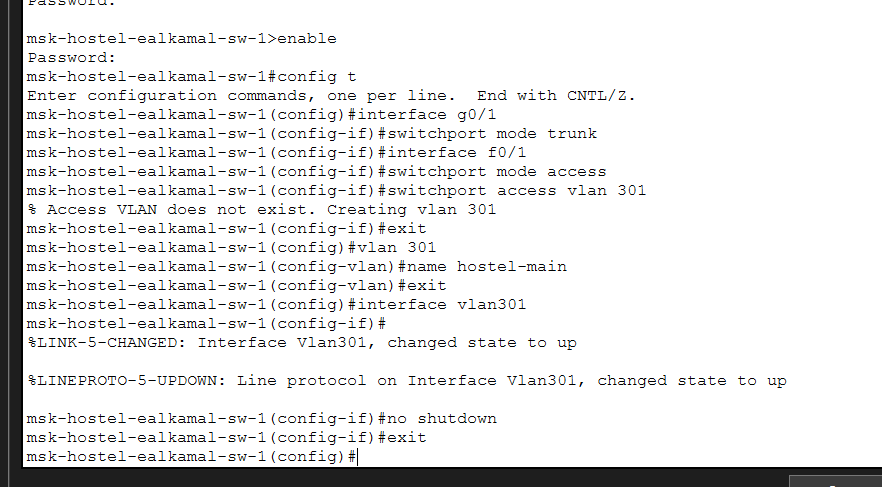 Password:
msk-hostel-ealkamal-sw-1>enable
Password:
msk-hostel-ealkamal-sw-1#config t
Enter configuration commands, one per line.  End with CNTL/Z.
msk-hostel-ealkamal-sw-1(config)#interface g0/1
msk-hostel-ealkamal-sw-1(config-if)#switchport mode trunk
msk-hostel-ealkamal-sw-1(config-if)#interface f0/1
msk-hostel-ealkamal-sw-1(config-if)#switchport mode access
msk-hostel-ealkamal-sw-1(config-if)#switchport access vlan 301
% Access VLAN does not exist. Creating vlan 301
msk-hostel-ealkamal-sw-1(config-if)#exit
msk-hostel-ealkamal-sw-1(config)#vlan 301
msk-hostel-ealkamal-sw-1(config-vlan)#name hostel-main
msk-hostel-ealkamal-sw-1(config-vlan)#exit
msk-hostel-ealkamal-sw-1(config)#interface vlan301
msk-hostel-ealkamal-sw-1(config-if)#
%LINK-5-CHANGED: Interface Vlan301, changed state to up
%LINEPROTO-5-UPDOWN: Line protocol on Interface Vlan301, changed state to up
msk-hostel-ealkamal-sw-1(config-if)#no shutdown
msk-hostel-ealkamal-sw-1(config-if)#exit
msk-hostel-ealkamal-sw-1(config)#